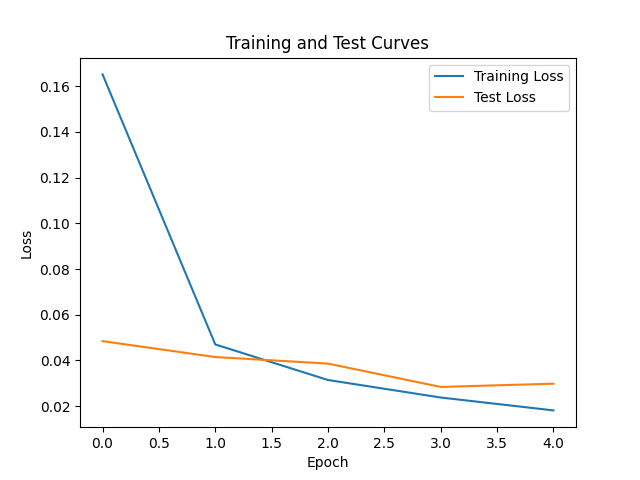 Training and Test Curves
Training Loss
Test Loss
0.16
0.14
0.12
0.10
0.08
0.06
0.04
0.02
Loss
0.0 0.5 1.0 1.5 2.0 2.5 3.0 3.5 4.0
Epoch